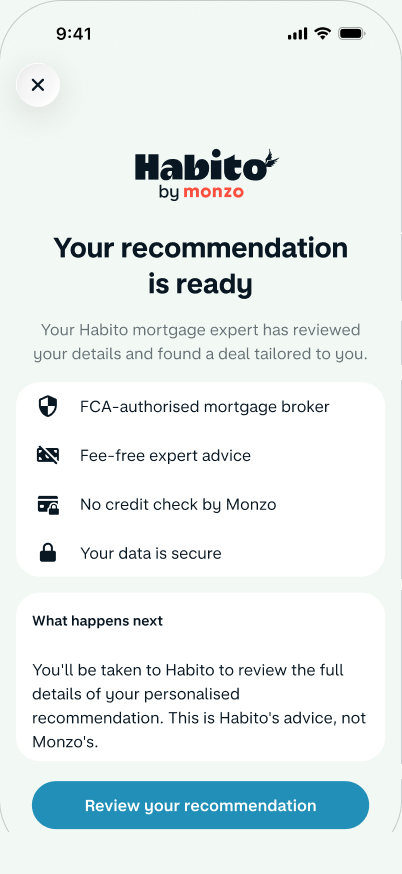 9:41
Habito
by monzo
Your recommendation
is ready
Your Habito mortgage expert has reviewed
your details and found a deal tailored to you.
FCA-authorised mortgage broker
Fee-free expert advice
No credit check by Monzo
Your data is secure
What happens next
You'll be taken to Habito to review the full
details of your personalised
recommendation. This is Habito's advice, not
Monzo's.
Review your recommendation